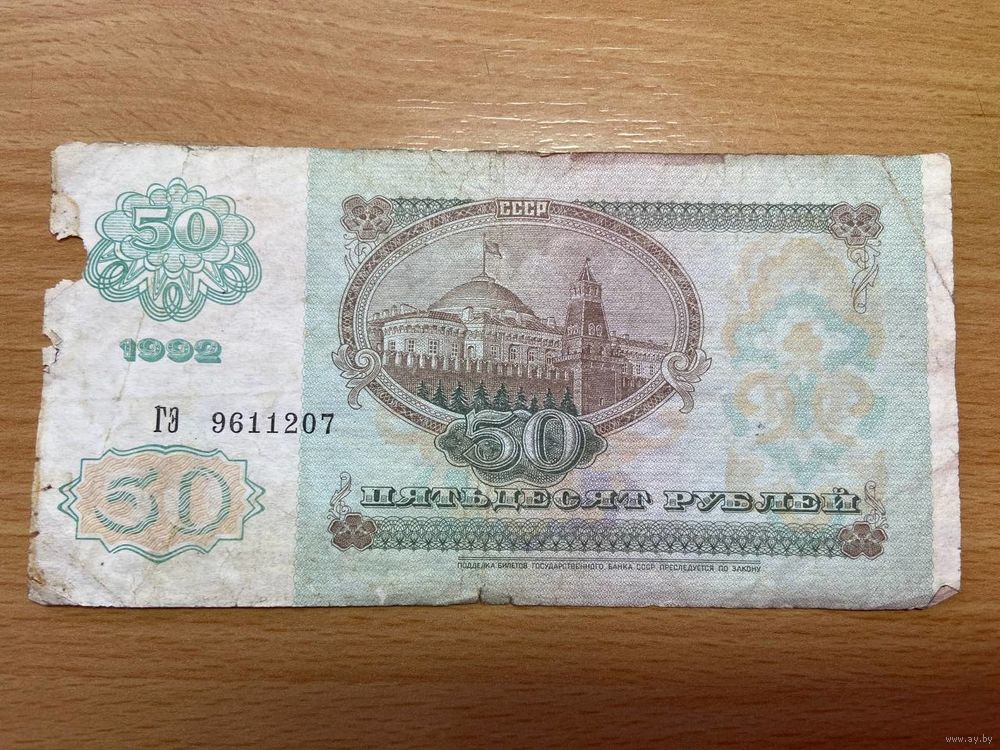 50
СССР
1992
ГЭ 9611207
50
50
ПЯТЬДЕСЯТ РУБЛЕЙ
ПОДДЕЛКА БИЛЕТОВ ГОСУДАРСТВЕННОГО БАНКА СССР ПРЕСЛЕДУЕТСЯ ПО ЗАКОНУ
www.ay.by